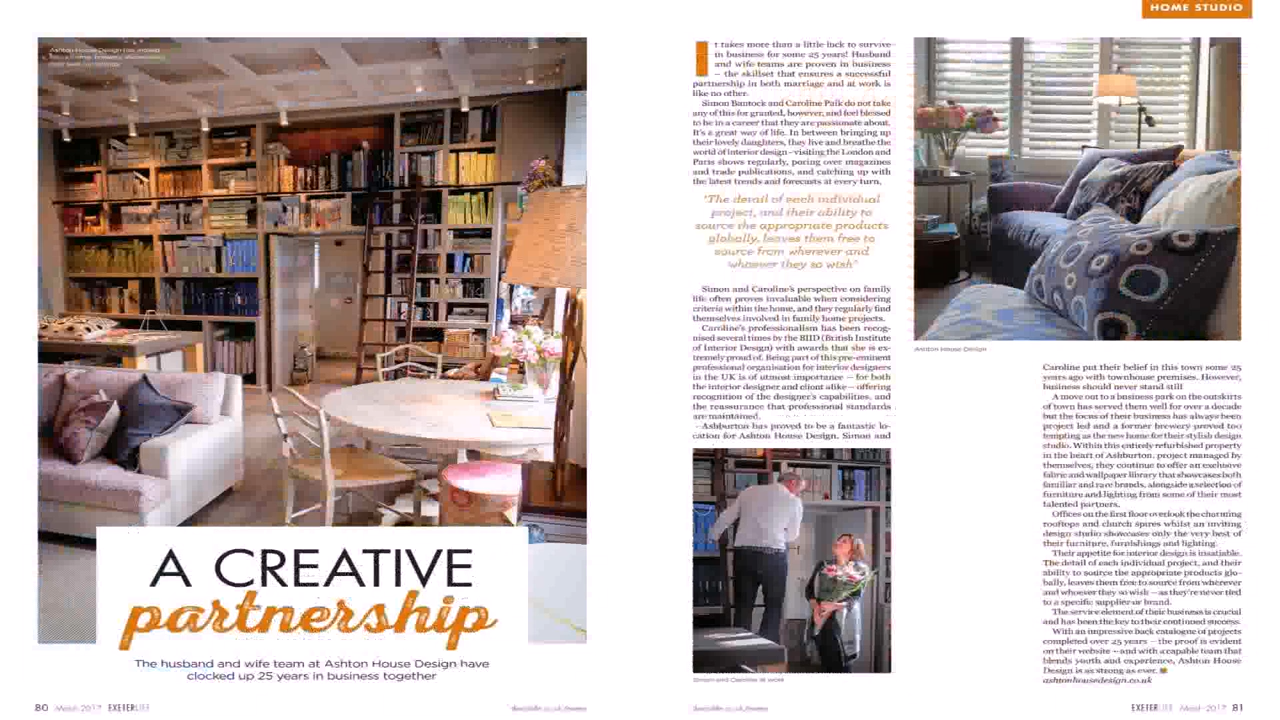 HOME STUDIO
Ashton House Design has moved
A CREATIVE
partnership
The husband and wife team at Ashton House Design have
clocked up 25 years in business together
80 March 2017 EXETERLIFE
It takes more than a little luck to survive
in business for some 25 years! Husband
and wife teams are proven in business
– the skillset that ensures a successful
partnership in both marriage and at work is
like no other.
Simon Bantock and Caroline Palk do not take
any of this for granted, however, and feel blessed
to be in a career that they are passionate about.
It's a great way of life. In between bringing up
their lovely daughters, they live and breathe the
world of interior design – visiting the London and
Paris shows regularly, poring over magazines
and trade publications, and catching up with
the latest trends and forecasts at every turn.
"The detail of each individual
project, and their ability to
source the appropriate products
globally, leaves them free to
source from wherever and
whoever they so wish"
Simon and Caroline's perspective on family
life often proves invaluable when considering
criteria within the home, and they regularly find
themselves involved in family home projects.
Caroline's professionalism has been recog-
nised several times by the BIID (British Institute
of Interior Design) with awards that she is ex-
tremely proud of. Being part of this pre-eminent
professional organisation for interior designers
in the UK is of utmost importance – for both
the interior designer and client alike – offering
recognition of the designer's capabilities, and
the reassurance that professional standards
are maintained.
Ashburton has proved to be a fantastic lo-
cation for Ashton House Design. Simon and
Simon and Caroline at work
Ashton House Design
Caroline put their belief in this town some 25
years ago with townhouse premises. However,
business should never stand still
A move out to a business park on the outskirts
of town has served them well for over a decade
but the focus of their business has always been
project led and a former brewery proved too
tempting as the new home for their stylish design
studio. Within this entirely refurbished property
in the heart of Ashburton, project managed by
themselves, they continue to offer an exclusive
fabric and wallpaper library that showcases both
familiar and rare brands, alongside a selection of
furniture and lighting from some of their most
talented partners.
Offices on the first floor overlook the charming
rooftops and church spires whilst an inviting
design studio showcases only the very best of
their furniture, furnishings and lighting.
Their appetite for interior design is insatiable.
The detail of each individual project, and their
ability to source the appropriate products glo-
bally, leaves them free to source from wherever
and whoever they so wish – as they're never tied
to a specific supplier or brand.
The service element of their business is crucial
and has been the key to their continued success.
With an impressive back catalogue of projects
completed over 25 years – the proof is evident
on their website – and with a capable team that
blends youth and experience, Ashton House
Design is as strong as ever.
ashtonhousedesign.co.uk
EXETERLIFE March 2017 81